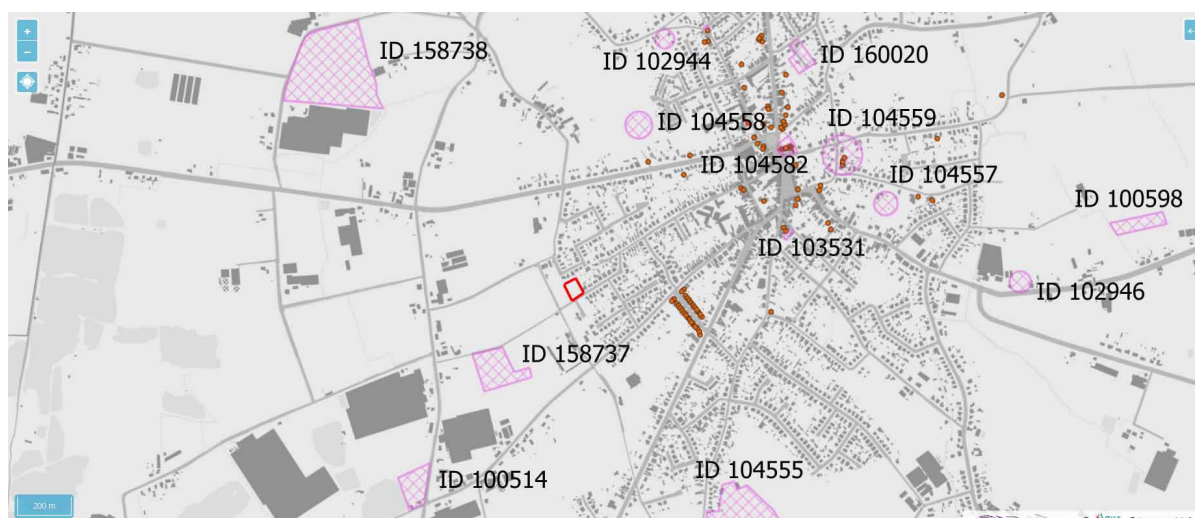 +
−
ID 158738
ID 102944
ID 160020
ID 104558
ID 104559
ID 104582
ID 104557
ID 100598
ID 103531
ID 102946
ID 158737
ID 100514
ID 104555
200 m